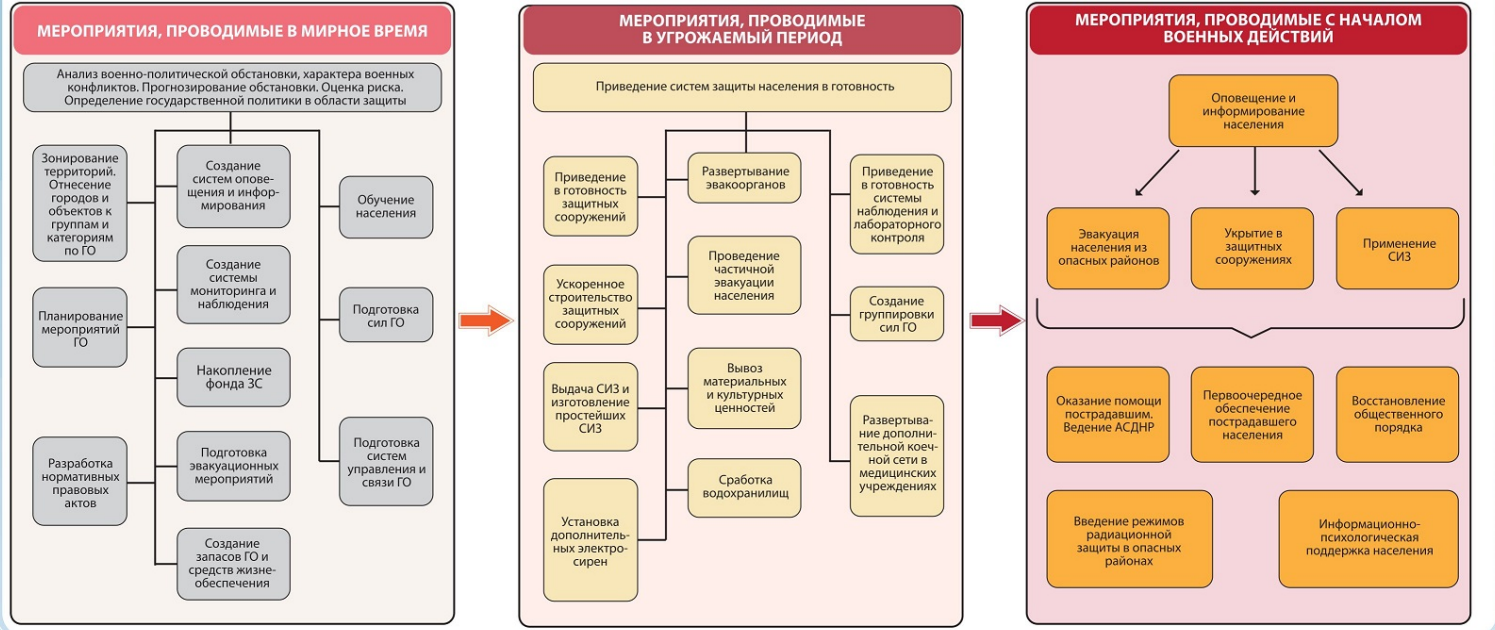 МЕРОПРИЯТИЯ, ПРОВОДИМЫЕ В МИРНОЕ ВРЕМЯ
Анализ военно-политической обстановки, характера военных
конфликтов. Прогнозирование обстановки. Оценка риска.
Определение государственной политики в области защиты
Зонирование
территорий.
Отнесение
городов и
объектов к
группам и
категориям
по ГО
Планирование
мероприятий
ГО
Разработка
нормативных
правовых
актов
Создание
систем опове-
щения и инфор-
мирования
Создание
системы
мониторинга и
наблюдения
Накопление
фонда ЗС
Подготовка
эвакуационных
мероприятий
Создание
запасов ГО и
средств жизне-
обеспечения
Обучение
населения
Подготовка
сил ГО
Подготовка
систем
управления и
связи ГО
МЕРОПРИЯТИЯ, ПРОВОДИМЫЕ
В УГРОЖАЕМЫЙ ПЕРИОД
Приведение систем защиты населения в готовность
Приведение
в готовность
защитных
сооружений
Ускоренное
строительство
защитных
сооружений
Выдача СИЗ и
изготовление
простейших
СИЗ
Установка
дополнитель-
ных электро-
сирен
Развертывание
эвакоорганов
Проведение
частичной
эвакуации
населения
Вывоз
материальных
и культурных
ценностей
Сработка
водохранилищ
Приведение
в готовность
системы
наблюдения и
лабораторного
контроля
Создание
группировки
сил ГО
Развертыва-
ние дополни-
тельной коеч-
ной сети в
медицинских
учреждениях
МЕРОПРИЯТИЯ, ПРОВОДИМЫЕ С НАЧАЛОМ
ВОЕННЫХ ДЕЙСТВИЙ
Оповещение и
информирование
населения
Эвакуация
населения из
опасных районов
Укрытие в
защитных
сооружениях
Применение
СИЗ
Оказание помощи
пострадавшим.
Ведение АСДНР
Первоочередное
обеспечение
пострадавшего
населения
Восстановление
общественного
порядка
Введение режимов
радиационной
защиты в опасных
районах
Информационно-
психологическая
поддержка населения